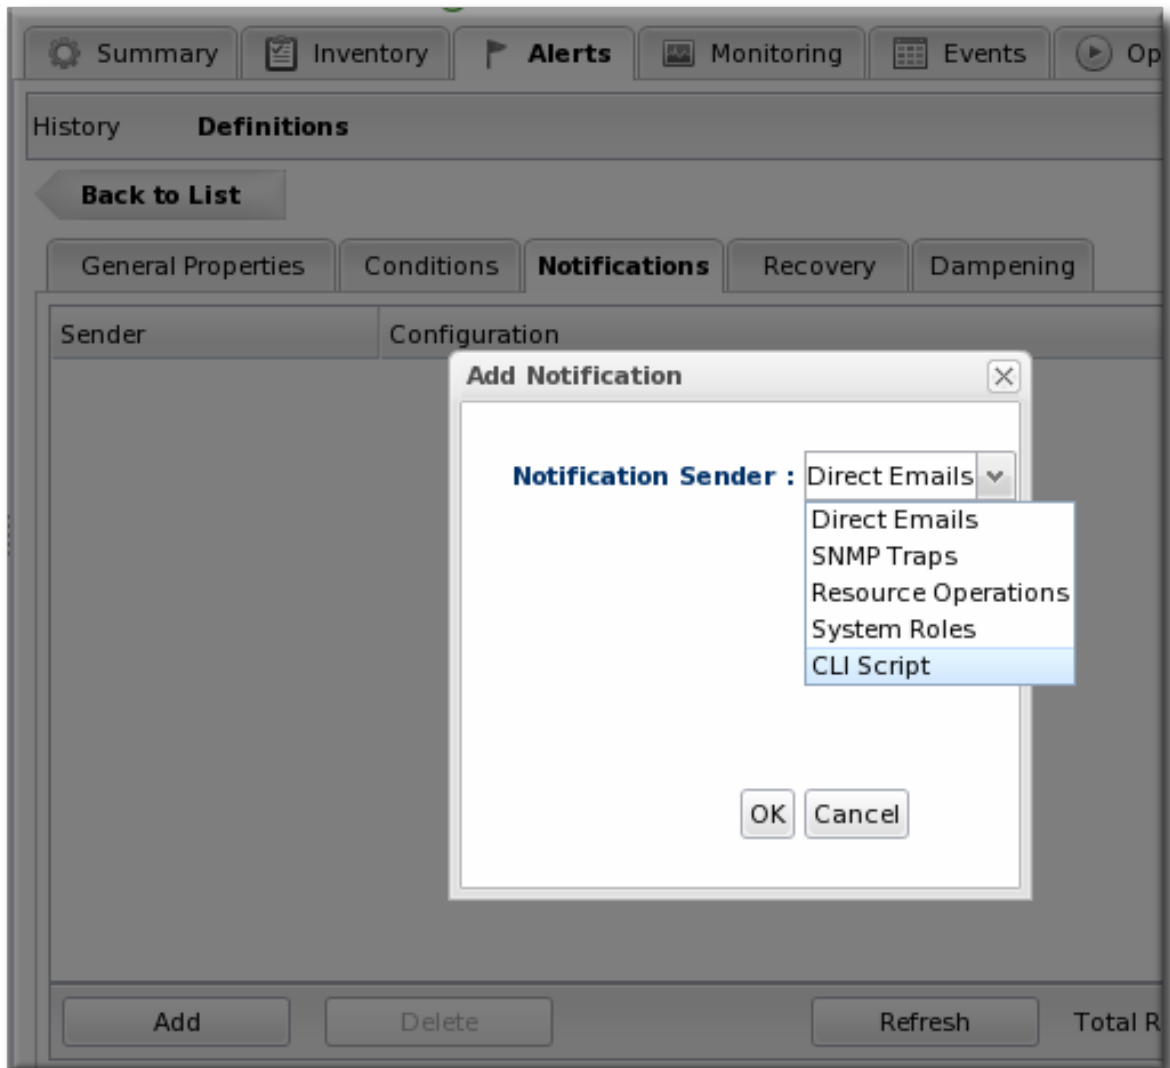 Summary Inventory Alerts Monitoring Events Op
History Definitions
Back to List
General Properties Conditions Notifications Recovery Dampening
Sender Configuration
Add Notification
Notification Sender : Direct Emails
Direct Emails
SNMP Traps
Resource Operations
System Roles
CLI Script
OK Cancel
Add Delete Refresh Total R